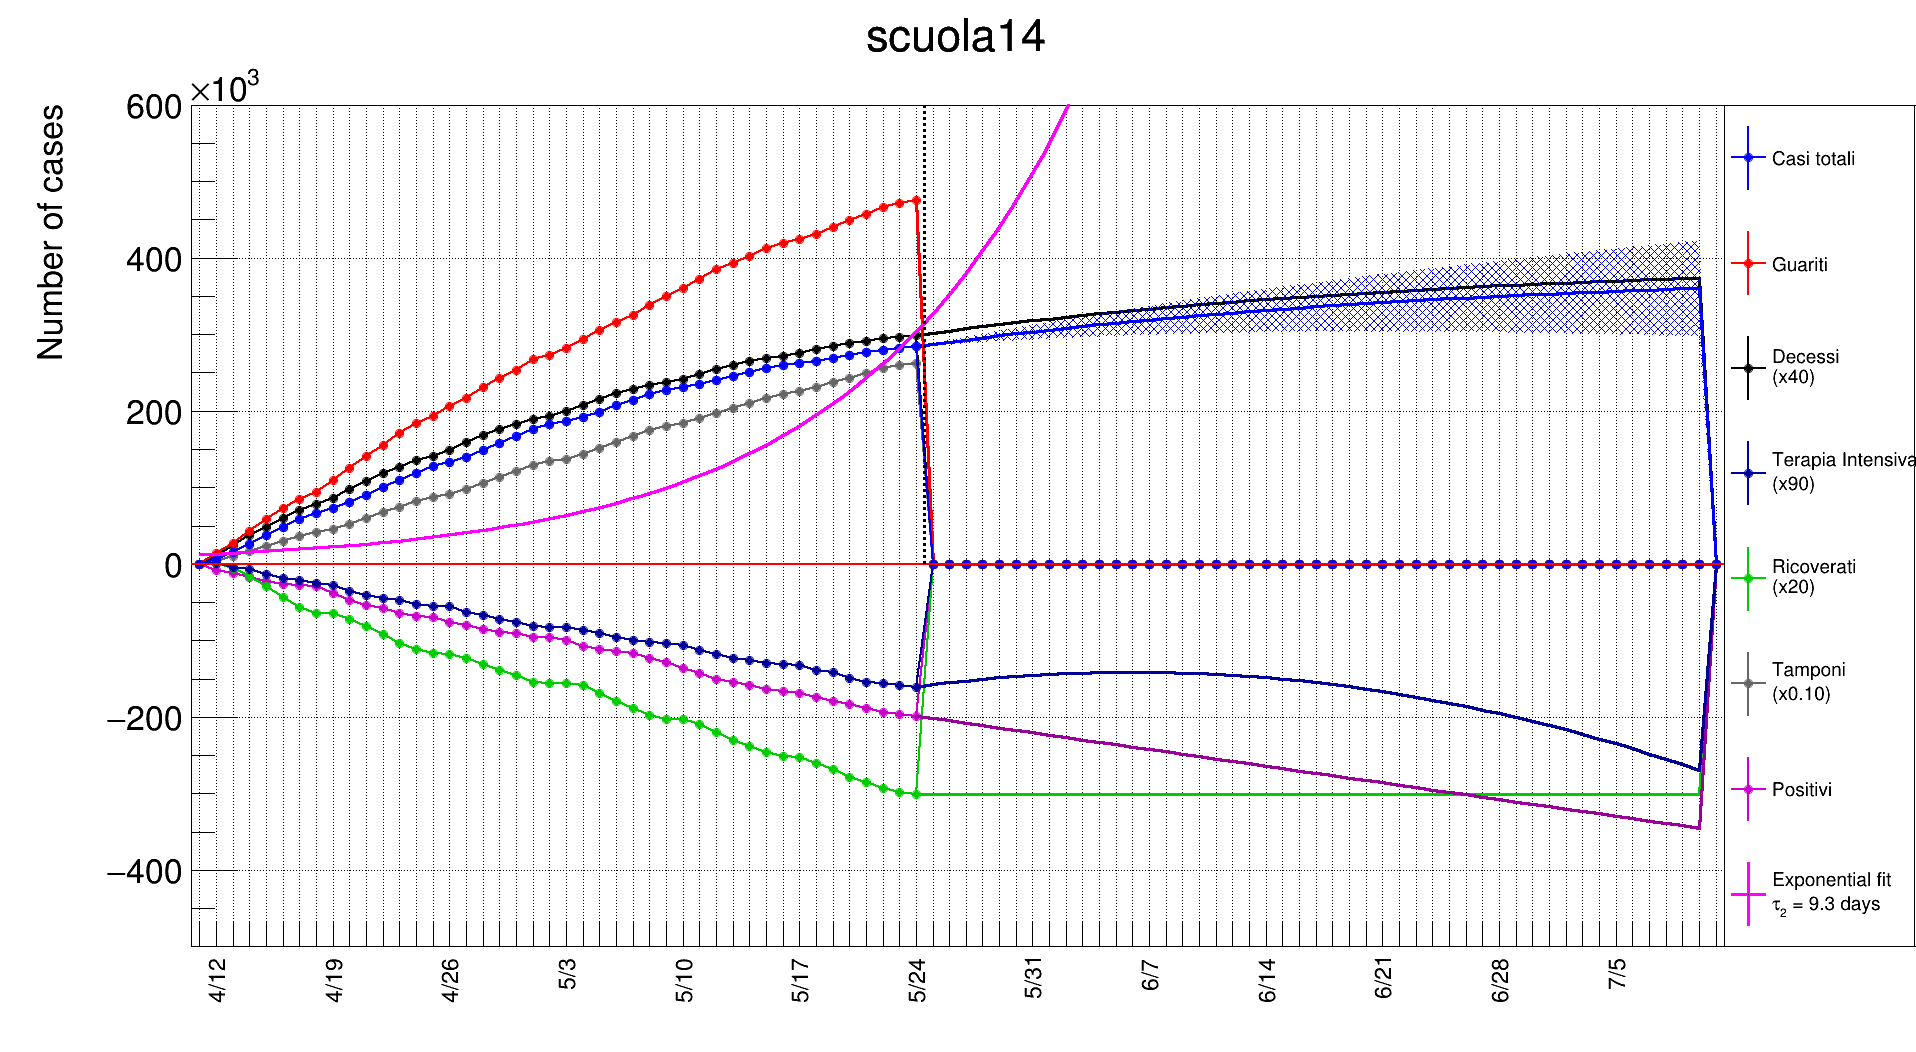 scuola14
×10³
Number of cases
600
400
200
0
−200
−400
4/12
4/19
4/26
5/3
5/10
5/17
5/24
5/31
6/7
6/14
6/21
6/28
7/5
Casi totali
Guariti
Decessi
(x40)
Terapia Intensiva
(x90)
Ricoverati
(x20)
Tamponi
(x0.10)
Positivi
Exponential fit
τ₂ = 9.3 days